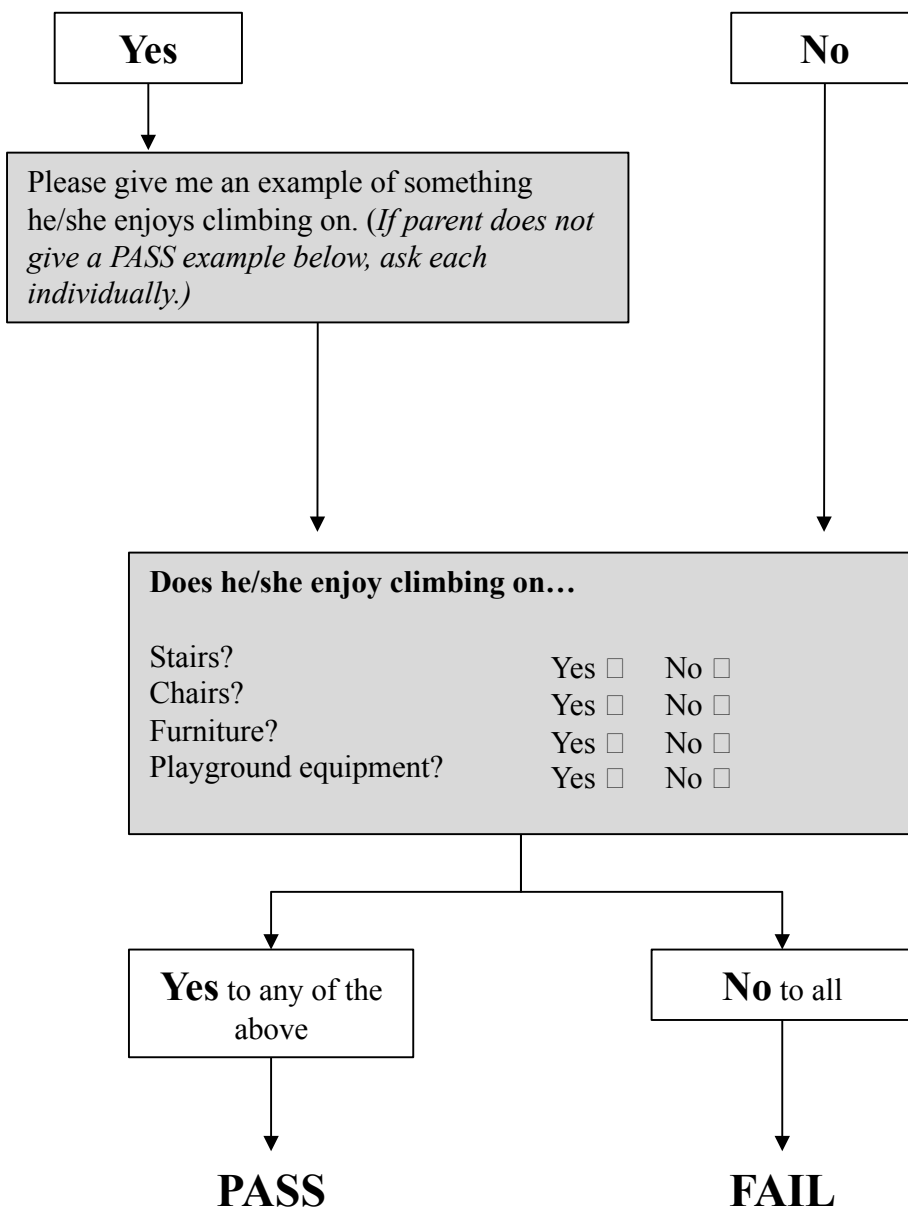 Yes
No
Please give me an example of something
he/she enjoys climbing on. (If parent does not
give a PASS example below, ask each
individually.)
Does he/she enjoy climbing on…
Stairs? Yes □ No □
Chairs? Yes □ No □
Furniture? Yes □ No □
Playground equipment? Yes □ No □
Yes to any of the
above
No to all
PASS
FAIL